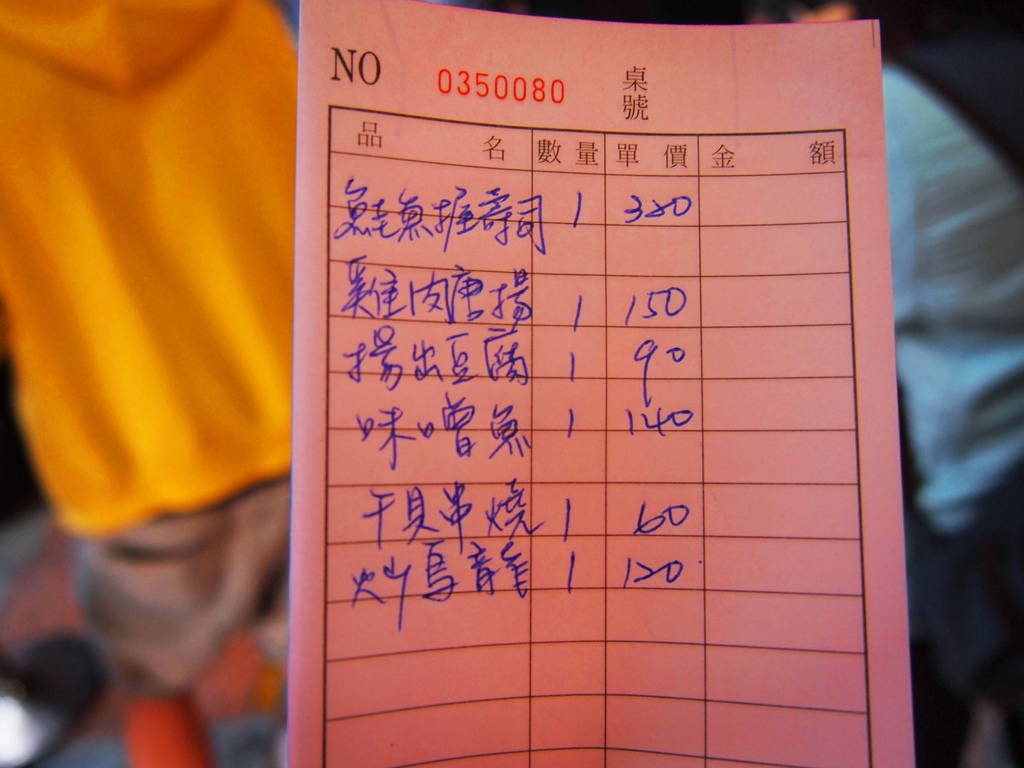 NO 0350080 桌號
品名 數量 單價 金額
鮭魚握壽司 1 320
雞肉唐揚 1 150
揚出豆腐 1 90
味噌魚 1 140
干貝串燒 1 60
炒烏龍 1 120